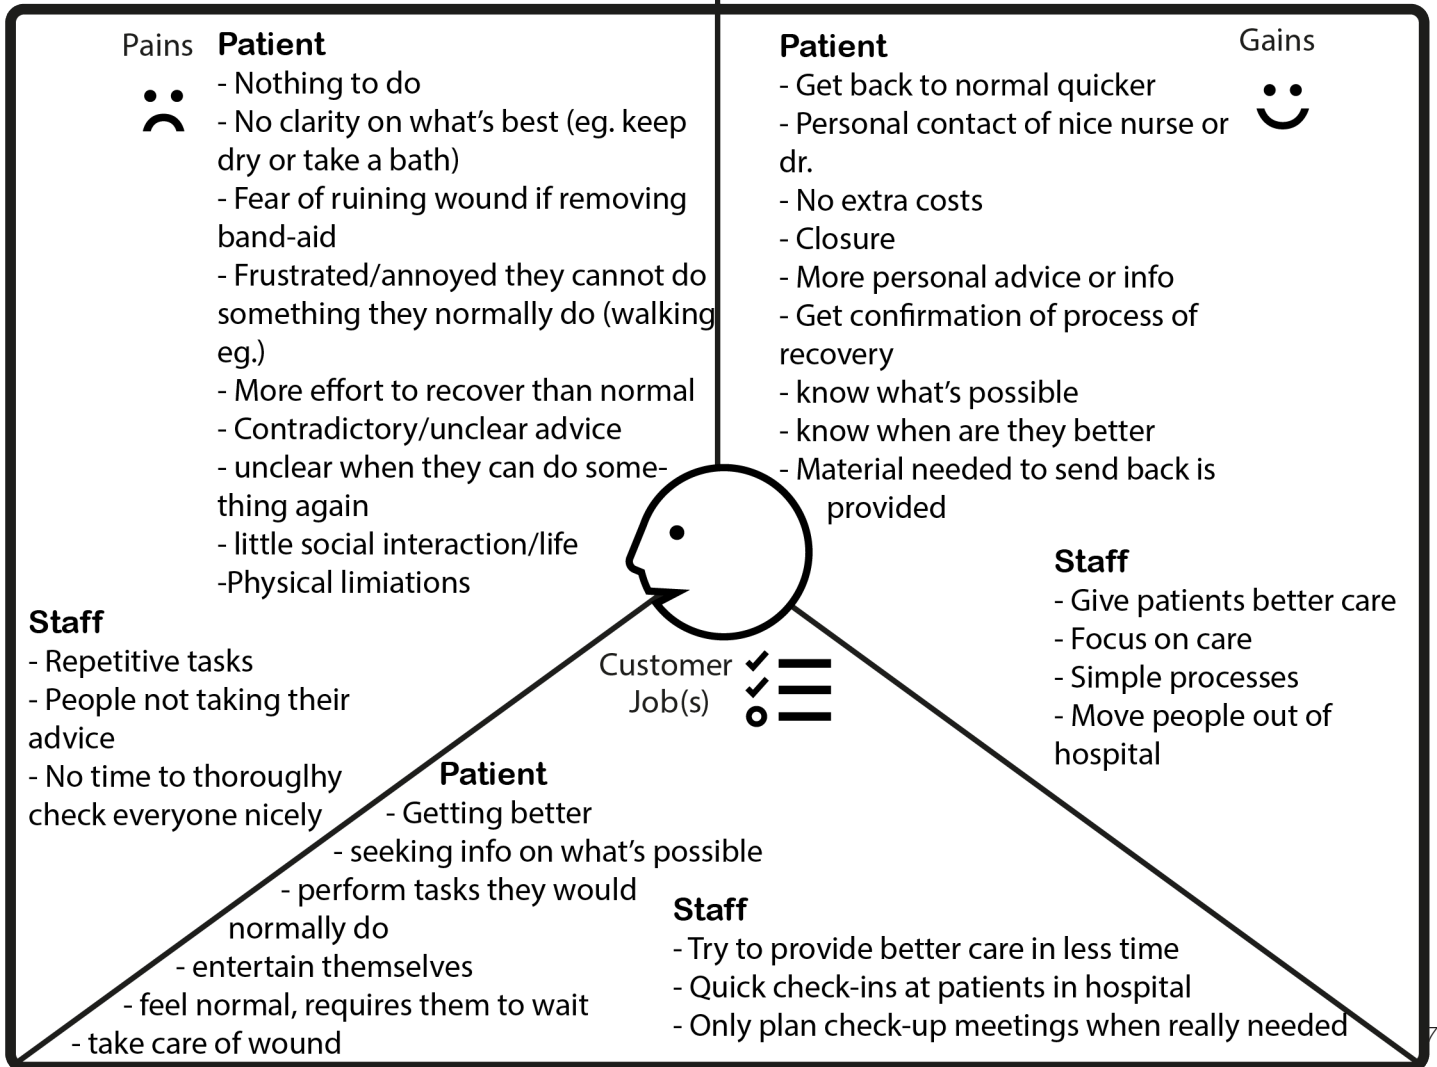 Pains
Patient
- Nothing to do
- No clarity on what's best (eg. keep
dry or take a bath)
- Fear of ruining wound if removing
band-aid
- Frustrated/annoyed they cannot do
something they normally do (walking
eg.)
- More effort to recover than normal
- Contradictory/unclear advice
- unclear when they can do some-
thing again
- little social interaction/life
-Physical limiations
Staff
- Repetitive tasks
- People not taking their
advice
- No time to thorouglhy
check everyone nicely
Gains
Patient
- Get back to normal quicker
- Personal contact of nice nurse or
dr.
- No extra costs
- Closure
- More personal advice or info
- Get confirmation of process of
recovery
- know what's possible
- know when are they better
- Material needed to send back is
provided
Staff
- Give patients better care
- Focus on care
- Simple processes
- Move people out of
hospital
Customer
Job(s)
Patient
- Getting better
- seeking info on what's possible
- perform tasks they would
normally do
- entertain themselves
- feel normal, requires them to wait
- take care of wound
Staff
- Try to provide better care in less time
- Quick check-ins at patients in hospital
- Only plan check-up meetings when really needed
7